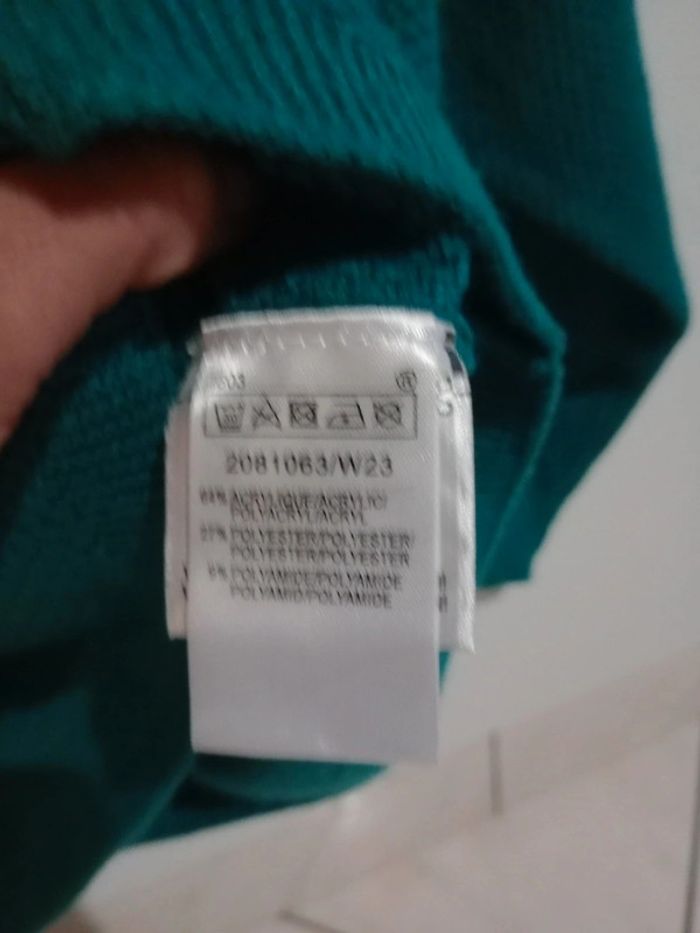 2081063/W23
ACRYLIQUE/ACRYLIC/
POLYACRYL/ACRYL
POLYESTER/POLYESTER/
POLYESTER/POLYESTER
POLYAMIDE/POLYAMIDE
POLYAMID/POLYAMIDE